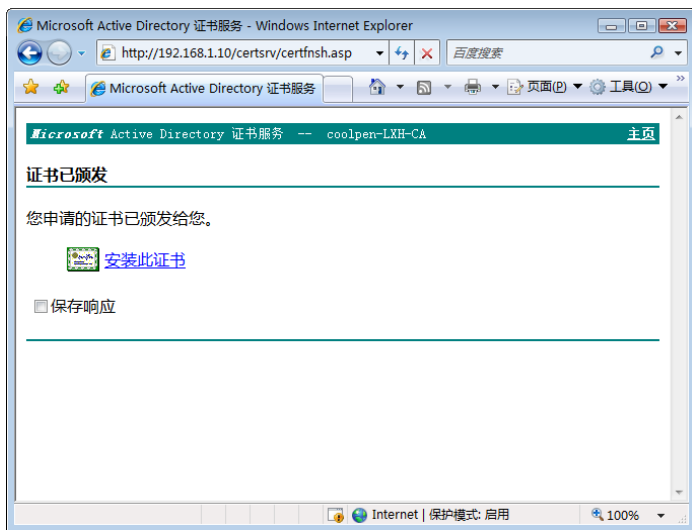 Microsoft Active Directory 证书服务 - Windows Internet Explorer
http://192.168.1.10/certsrv/certfnsh.asp 百度搜索
Microsoft Active Directory 证书服务 页面(P) 工具(O) »
Microsoft Active Directory 证书服务 -- coolpen-LXH-CA 主页
证书已颁发
您申请的证书已颁发给您。
安装此证书
保存响应
Internet | 保护模式: 启用 100%